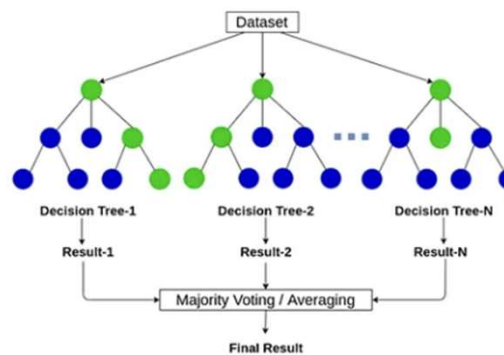 Dataset
Decision Tree-1
Decision Tree-2
Decision Tree-N
Result-1
Result-2
Result-N
Majority Voting / Averaging
Final Result